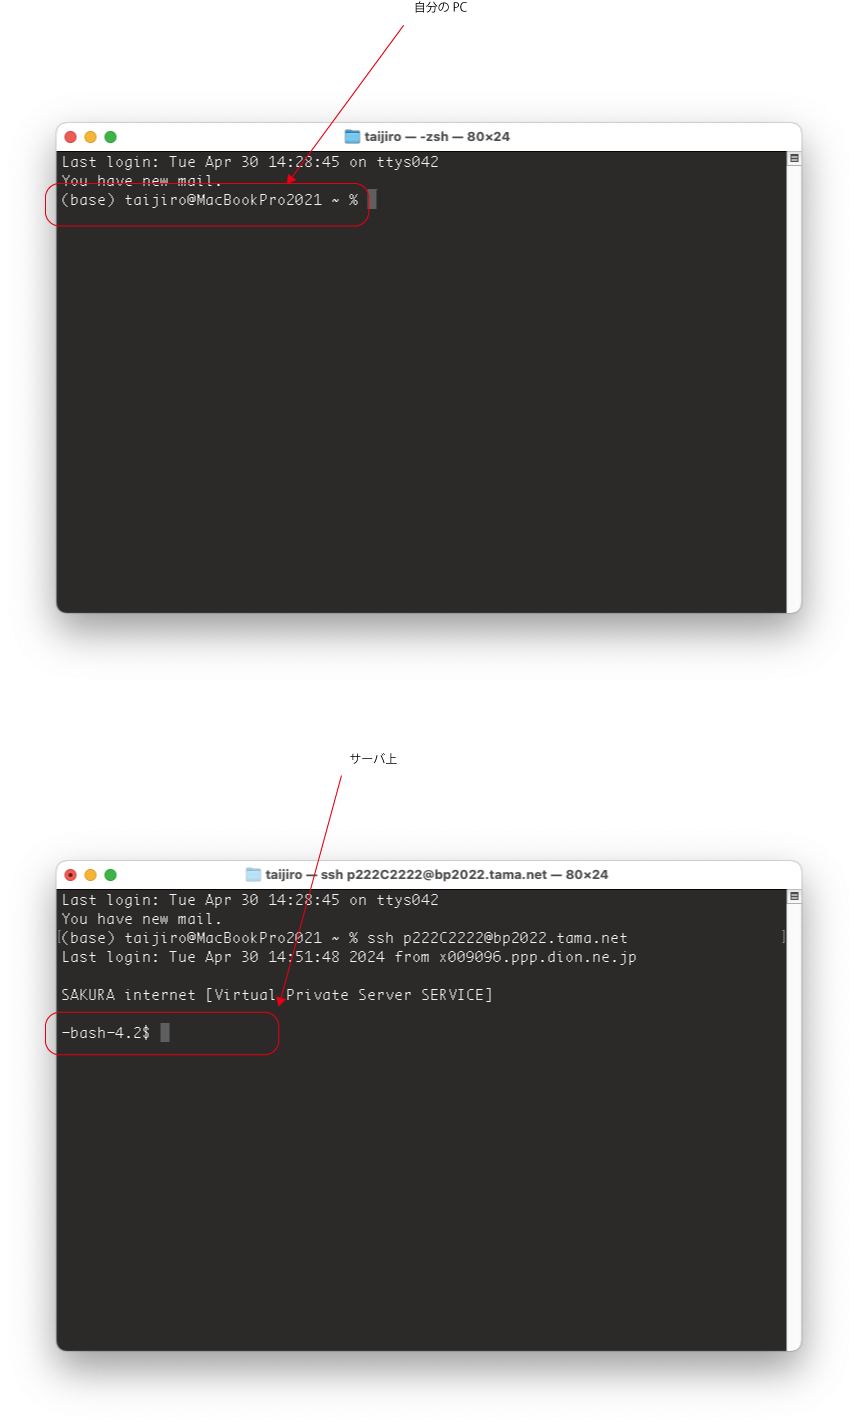 自分の PC
taijiro — -zsh — 80×24
Last login: Tue Apr 30 14:28:45 on ttys042
You have new mail.
(base) taijiro@MacBookPro2021 ~ %
サーバ上
taijiro — ssh p222C2222@bp2022.tama.net — 80×24
Last login: Tue Apr 30 14:28:45 on ttys042
You have new mail.
[(base) taijiro@MacBookPro2021 ~ % ssh p222C2222@bp2022.tama.net ]
Last login: Tue Apr 30 14:51:48 2024 from x009096.ppp.dion.ne.jp
SAKURA internet [Virtual Private Server SERVICE]
-bash-4.2$